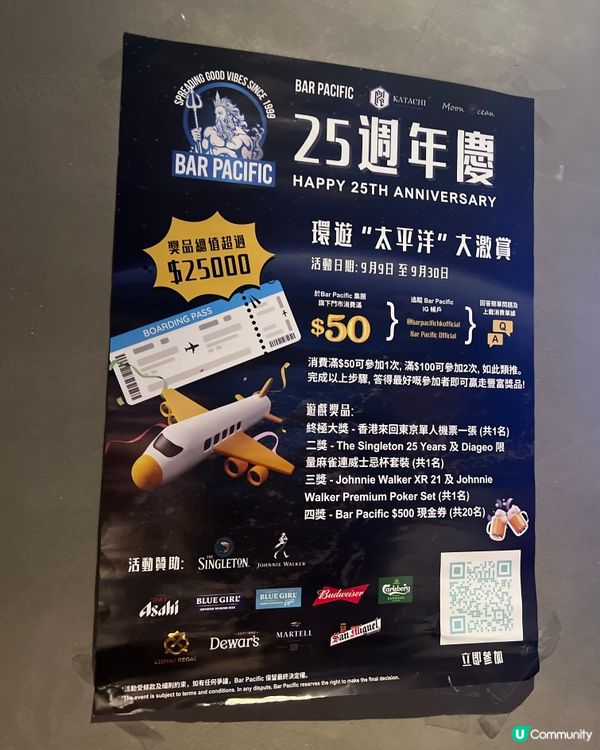 SPREADING GOOD VIBES SINCE 1999
BAR PACIFIC
BAR PACIFIC
KATACHI
Moon Ocean
25週年慶
HAPPY 25TH ANNIVERSARY
獎品總值超過
$25000
環遊 "太平洋" 大激賞
活動日期: 9月9日 至 9月30日
BOARDING PASS
於Bar Pacific 集團
旗下門市消費滿
$50
追蹤 Bar Pacific
IG 帳戶
@barpacifichkofficial
Bar Pacific Official
回答簡單問題及
上載消費單據
Q
A
消費滿$50可參加1次, 滿$100可參加2次, 如此類推。
完成以上步驟, 答得最好嘅參加者即可贏走豐富獎品!
遊戲獎品:
終極大獎 - 香港來回東京單人機票一張 (共1名)
二獎 - The Singleton 25 Years 及 Diageo 限
量麻雀連威士忌杯套裝 (共1名)
三獎 - Johnnie Walker XR 21 及 Johnnie
Walker Premium Poker Set (共1名)
四獎 - Bar Pacific $500 現金券 (共20名)
活動贊助:
THE SINGLETON.
JOHNNIE WALKER
Asahi
BLUE GIRL
BLUE GIRL
Light
Budweiser
Carlsberg
CHIVAS REGAL
Dewar's
MARTELL
San Miguel
立即參加
*活動受條款及細則約束, 如有任何爭議, Bar Pacific 保留最終決定權。
*The event is subject to terms and conditions. In any dispute, Bar Pacific reserves the right to make the final decision.
U Community